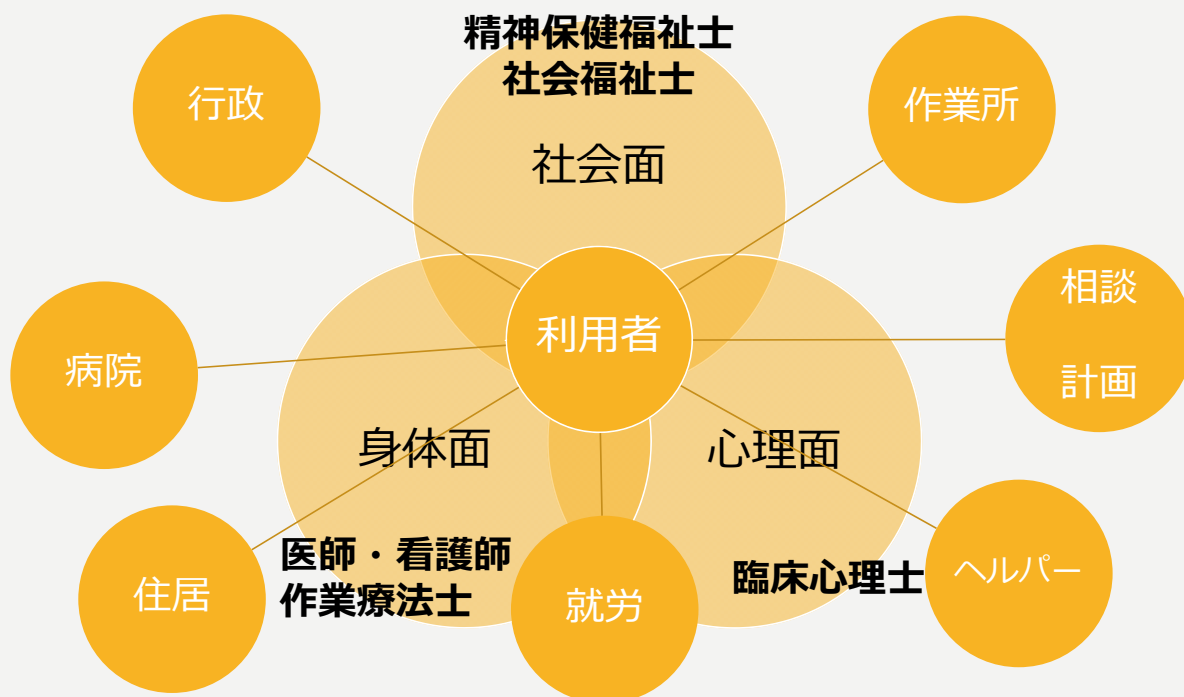 精神保健福祉士
社会福祉士
行政
作業所
社会面
相談
計画
利用者
病院
身体面
心理面
医師・看護師
作業療法士
臨床心理士
ヘルパー
住居
就労